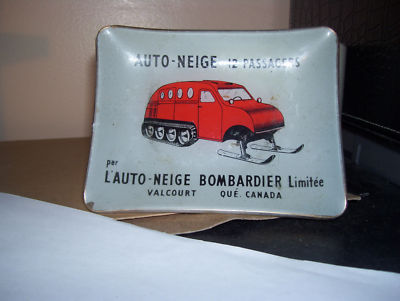 AUTO-NEIGE 12 PASSAGERS
par
L'AUTO-NEIGE BOMBARDIER Limitée
VALCOURT QUÉ. CANADA